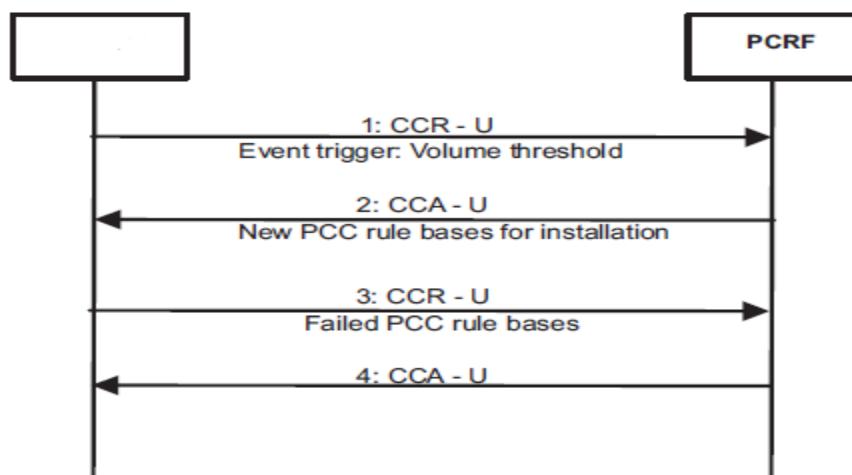 PCRF
1: CCR - U
Event trigger: Volume threshold
2: CCA - U
New PCC rule bases for installation
3: CCR - U
Failed PCC rule bases
4: CCA - U